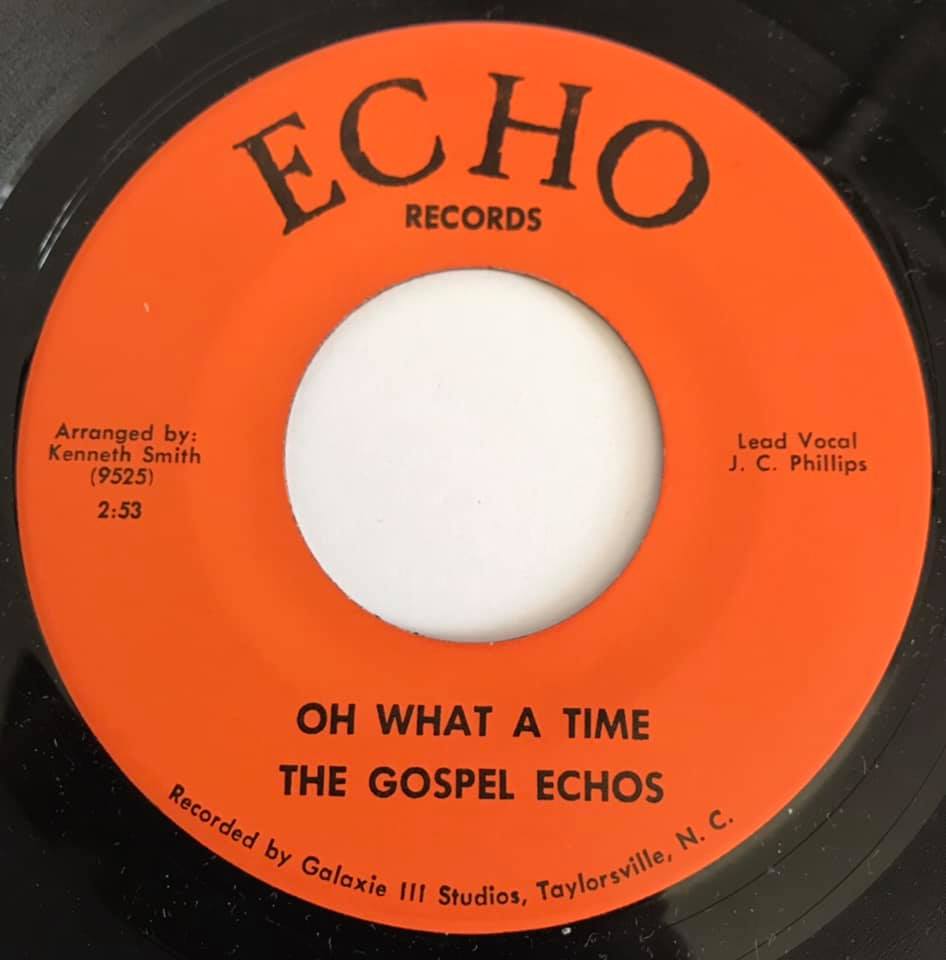 ECHO
RECORDS
Arranged by:
Kenneth Smith
(9525)
2:53
Lead Vocal
J. C. Phillips
OH WHAT A TIME
THE GOSPEL ECHOS
Recorded by Galaxie III Studios, Taylorsville, N. C.